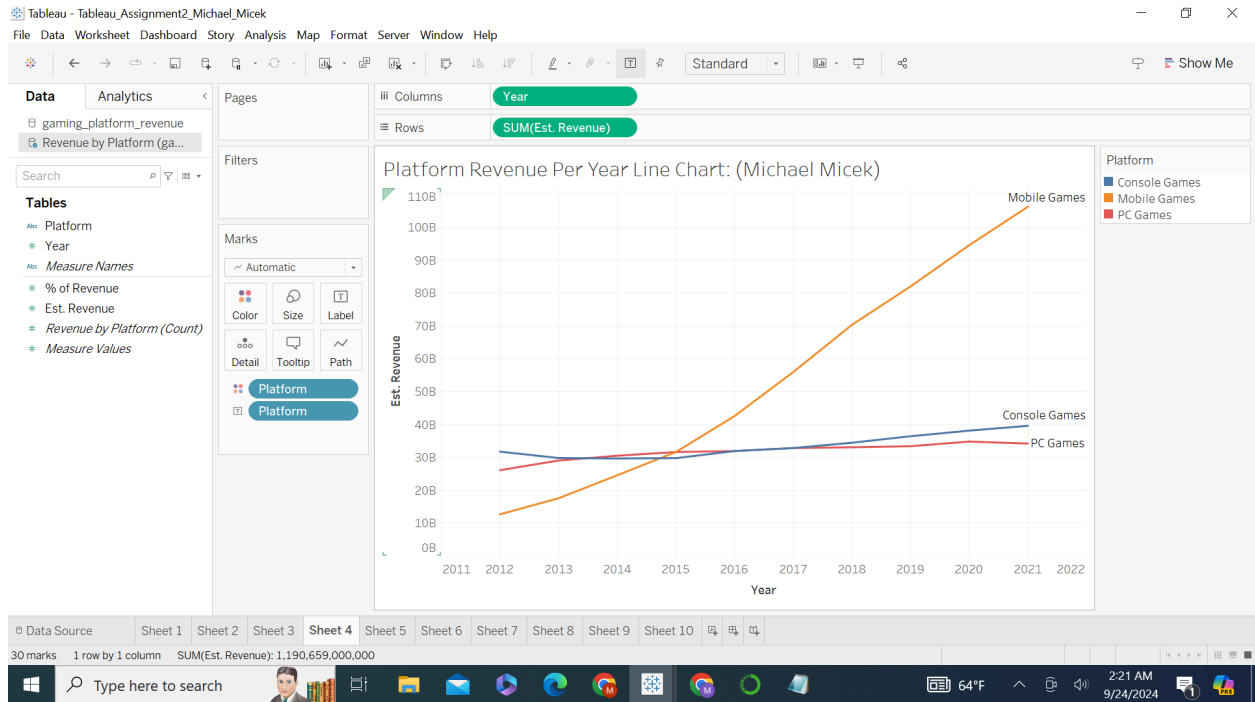 Tableau - Tableau_Assignment2_Michael_Micek
File Data Worksheet Dashboard Story Analysis Map Format Server Window Help
Standard
Show Me
Data Analytics
gaming_platform_revenue
Revenue by Platform (ga...
Search
Tables
Abc Platform
# Year
Abc Measure Names
# % of Revenue
# Est. Revenue
# Revenue by Platform (Count)
# Measure Values
Pages
Filters
Marks
Automatic
Color Size Label
Detail Tooltip Path
Platform
T Platform
Columns Year
Rows SUM(Est. Revenue)
Platform Revenue Per Year Line Chart: (Michael Micek)
110B
100B
90B
80B
70B
60B
50B
40B
30B
20B
10B
0B
Est. Revenue
Mobile Games
Console Games
PC Games
2011 2012 2013 2014 2015 2016 2017 2018 2019 2020 2021 2022
Year
Platform
Console Games
Mobile Games
PC Games
Data Source Sheet 1 Sheet 2 Sheet 3 Sheet 4 Sheet 5 Sheet 6 Sheet 7 Sheet 8 Sheet 9 Sheet 10
30 marks 1 row by 1 column SUM(Est. Revenue): 1,190,659,000,000
Type here to search
M
M
64°F
2:21 AM
9/24/2024
1
PRE